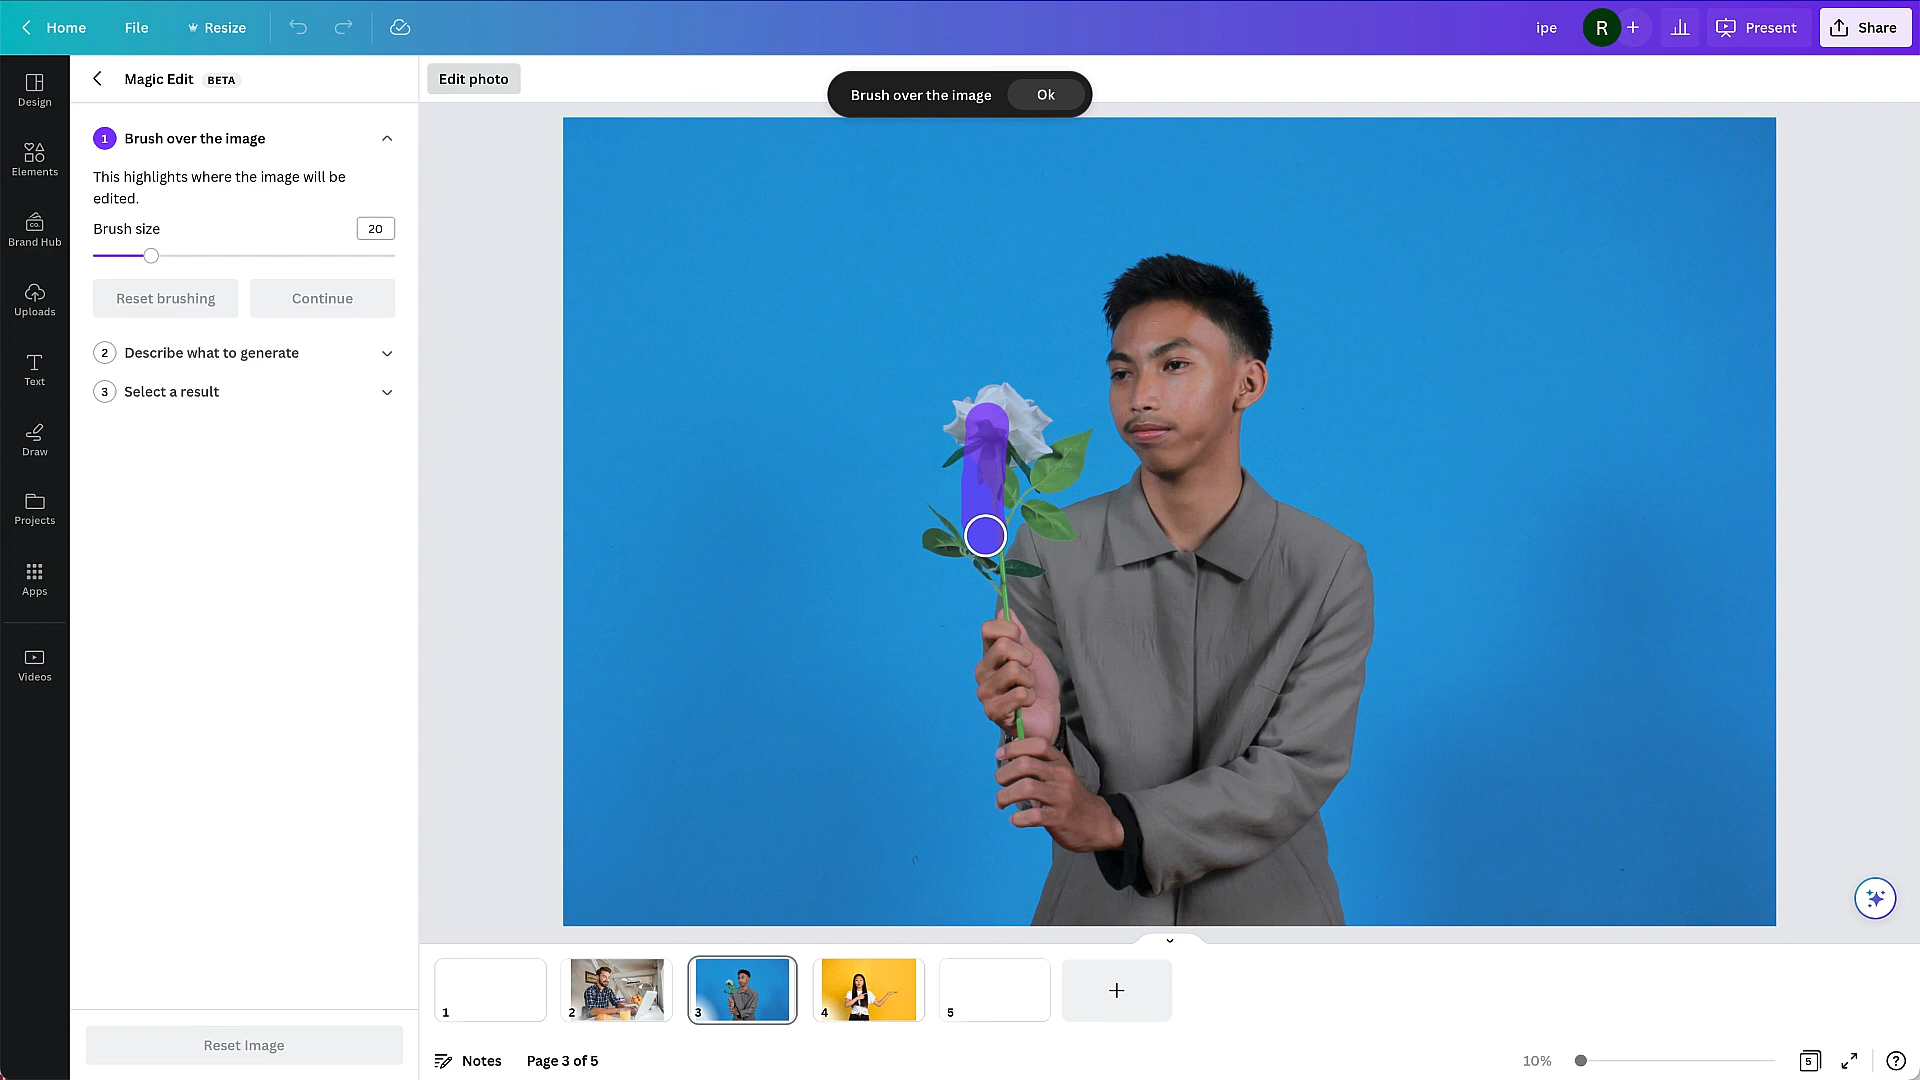 Home
File
Resize
ipe
R
Present
Share
Magic Edit BETA
Edit photo
Brush over the image
Ok
Design
Elements
Brand Hub
Uploads
Text
Draw
Projects
Apps
Videos
1 Brush over the image
This highlights where the image will be
edited.
Brush size
20
Reset brushing
Continue
2 Describe what to generate
3 Select a result
Reset Image
1
2
3
4
5
Notes
Page 3 of 5
10%
5